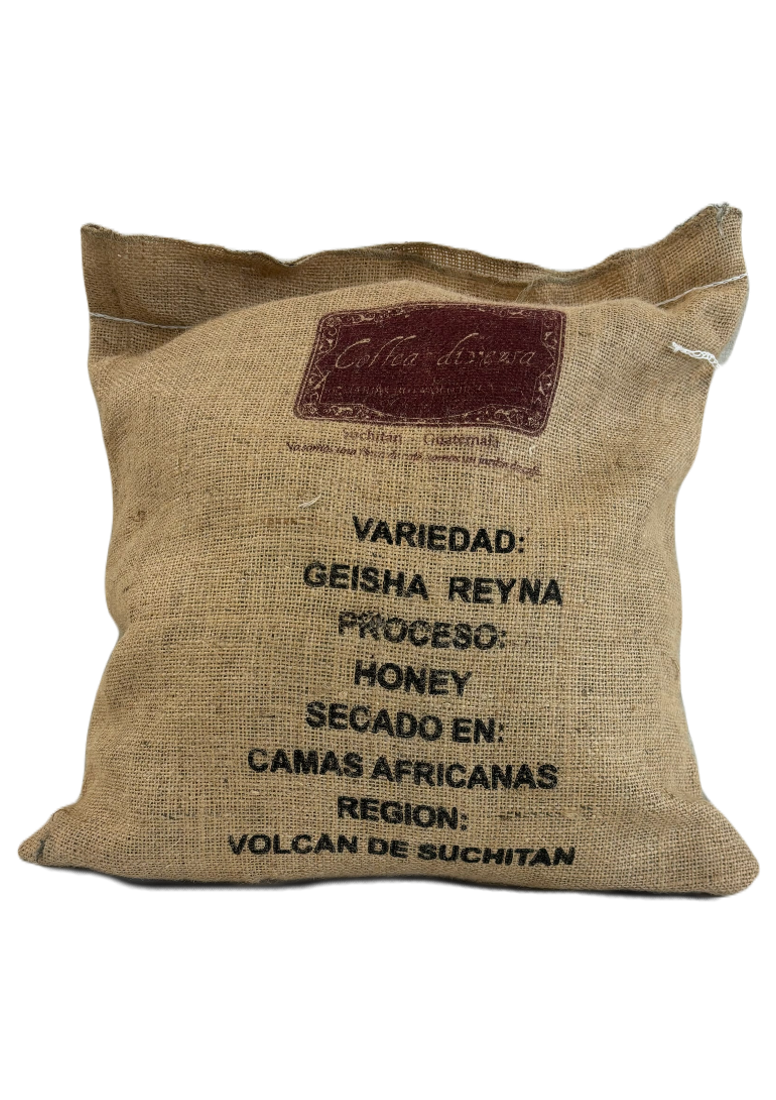 Coffea diversa
Suchitan Guatemala
VARIEDAD:
GEISHA REYNA
PROCESO:
HONEY
SECADO EN:
CAMAS AFRICANAS
REGION:
VOLCAN DE SUCHITAN